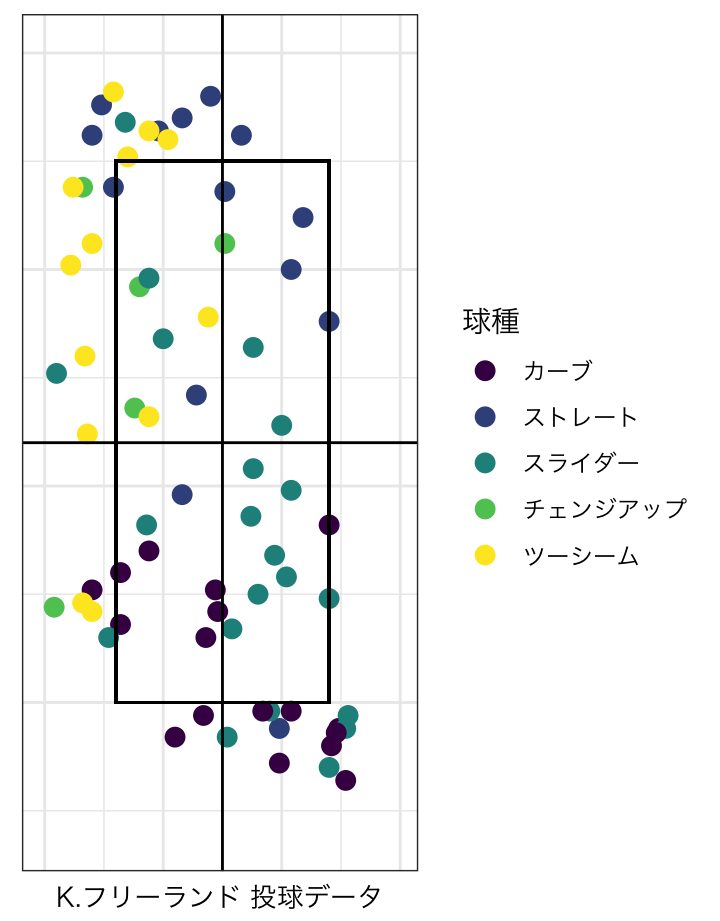 球種
カーブ
ストレート
スライダー
チェンジアップ
ツーシーム
K.フリーランド 投球データ